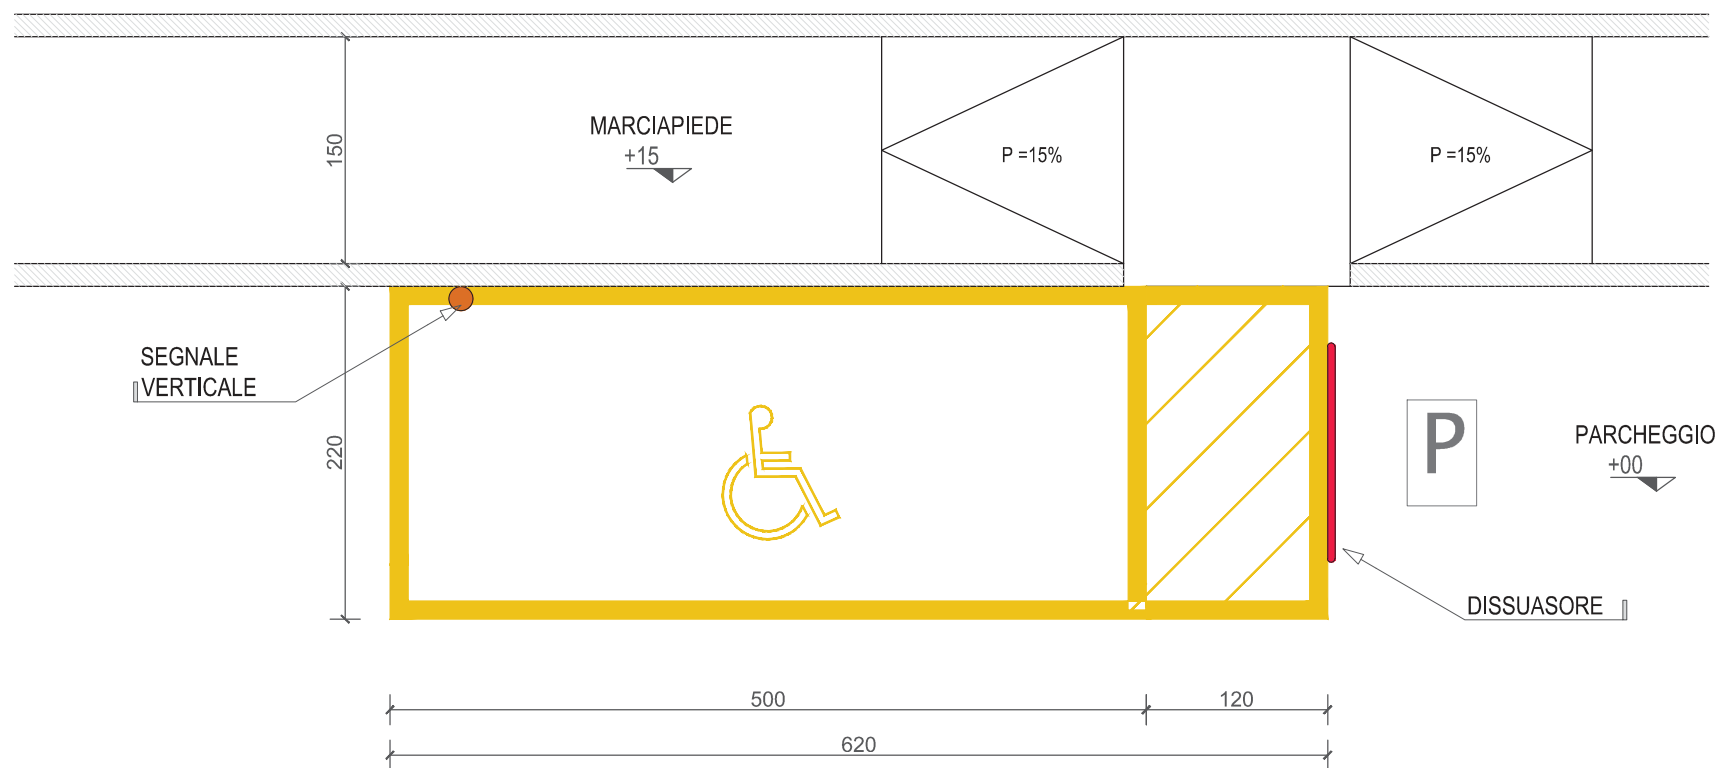 150
MARCIAPIEDE
+15
P =15%
P =15%
SEGNALE
VERTICALE
220
P
PARCHEGGIO
+00
DISSUASORE
500
120
620